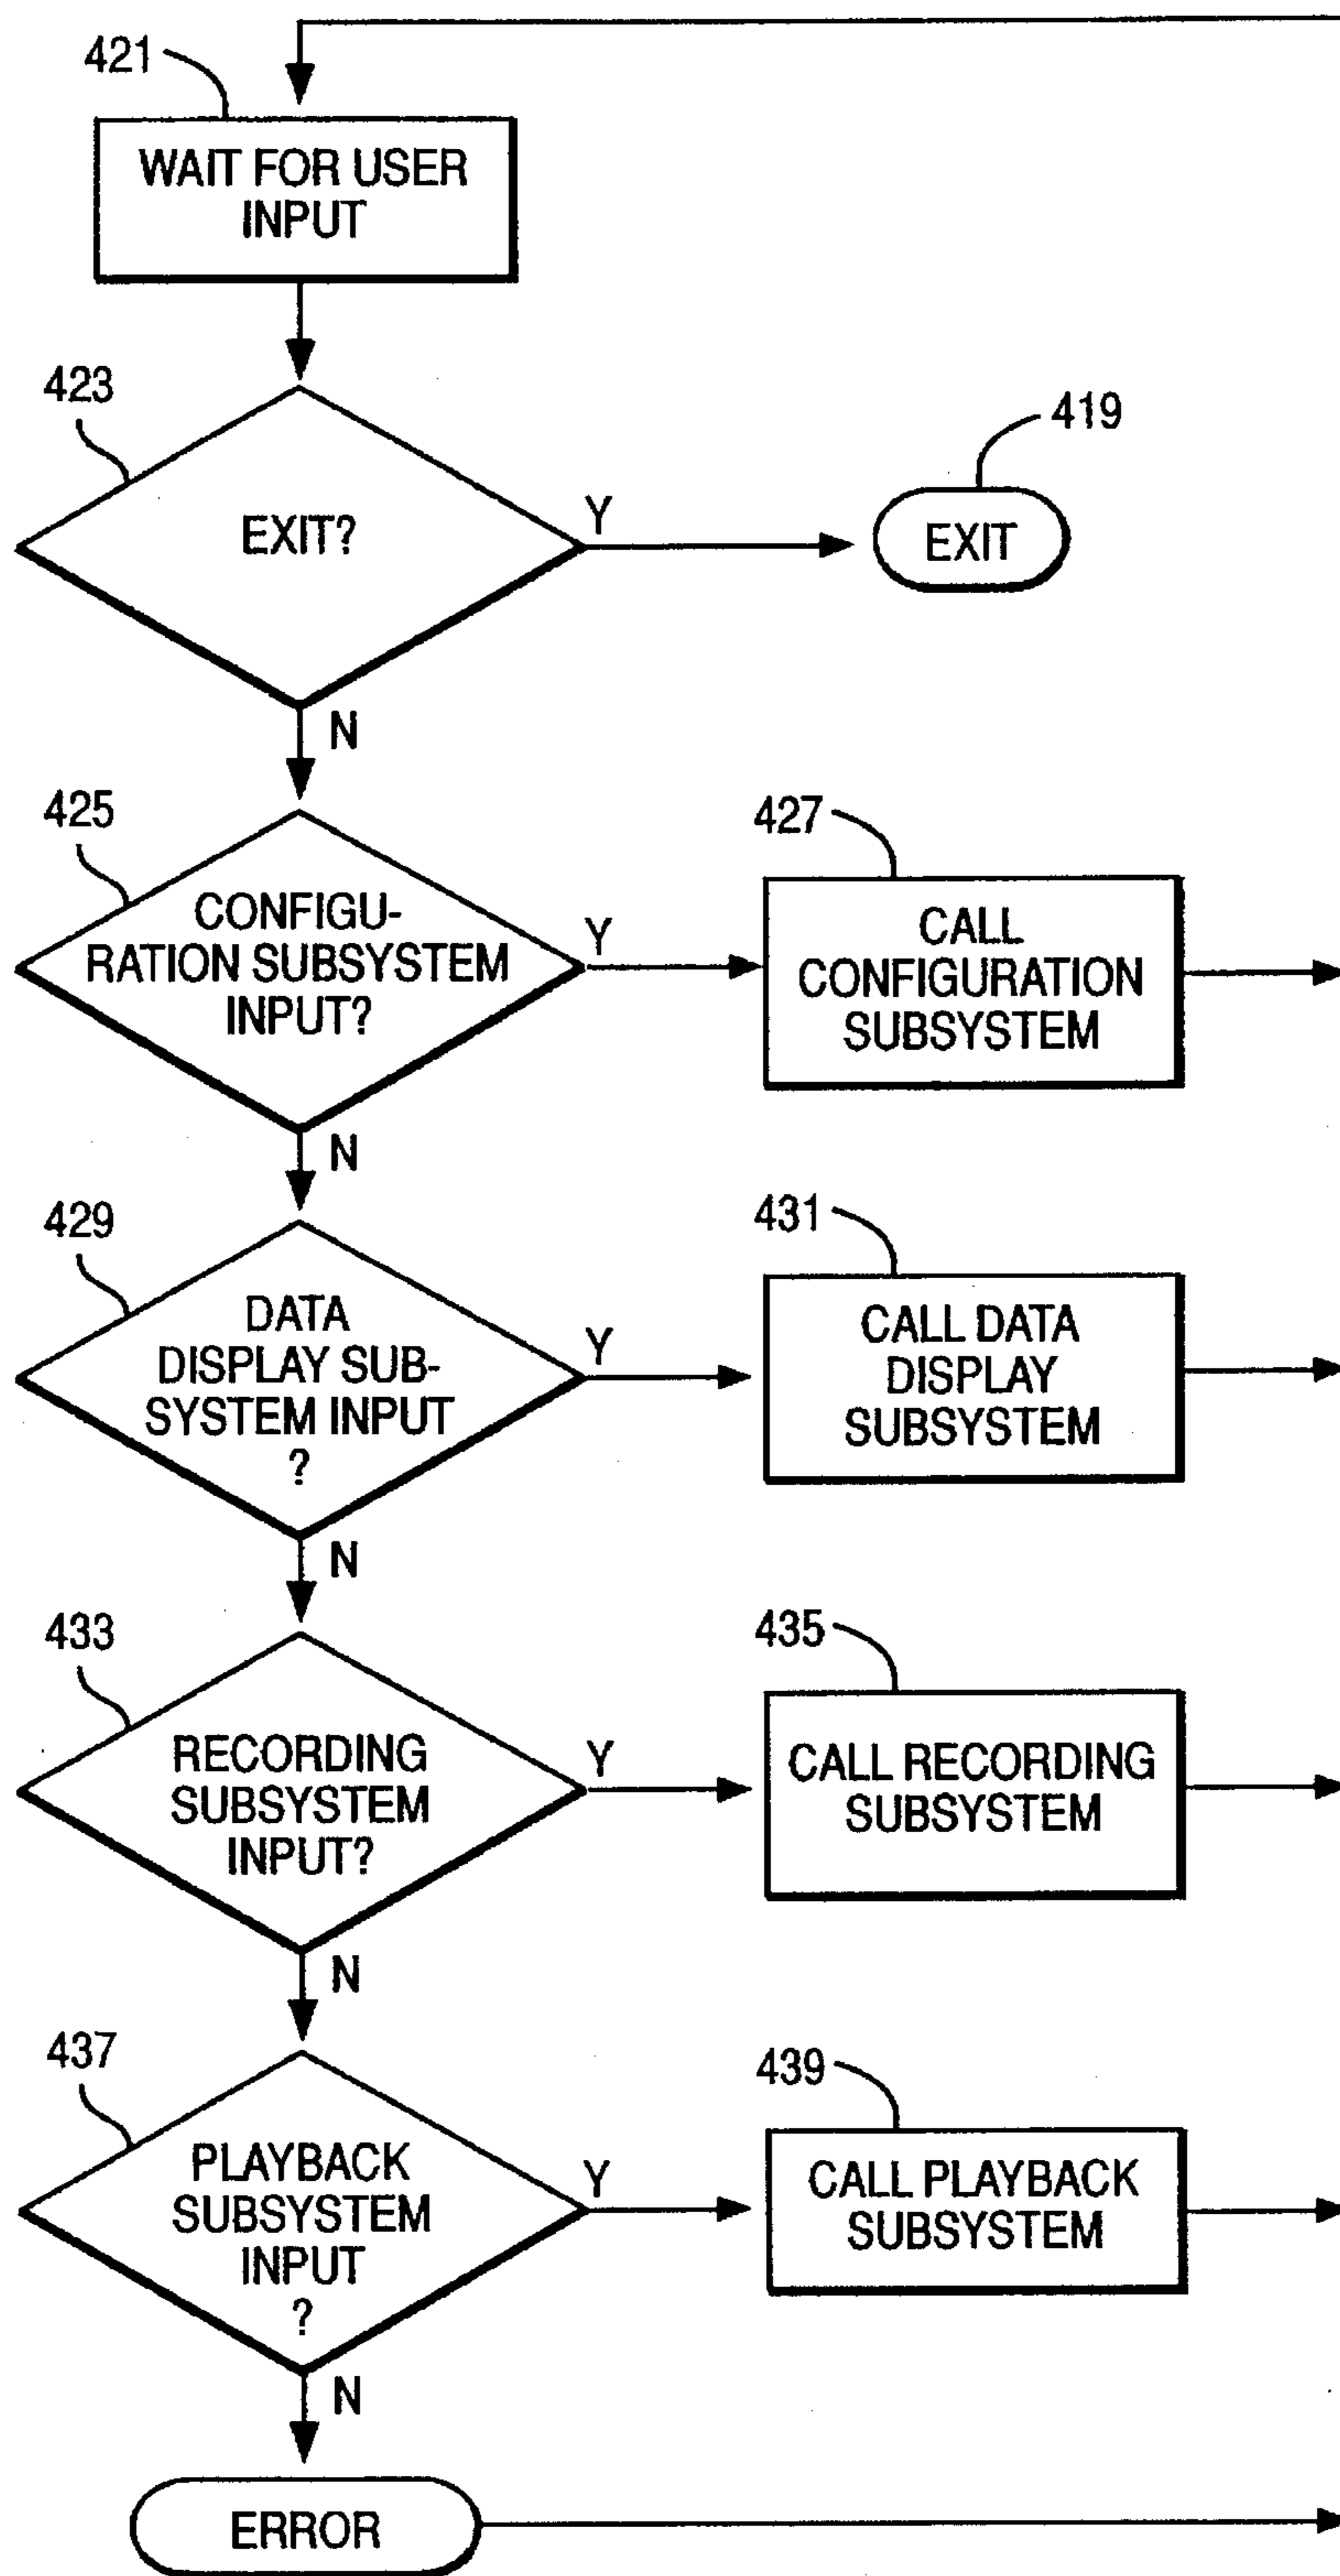 421
WAIT FOR USER
INPUT
423
EXIT?
Y
419
EXIT
N
425
CONFIGU-
RATION SUBSYSTEM
INPUT?
Y
427
CALL
CONFIGURATION
SUBSYSTEM
N
429
DATA
DISPLAY SUB-
SYSTEM INPUT
?
Y
431
CALL DATA
DISPLAY
SUBSYSTEM
N
433
RECORDING
SUBSYSTEM
INPUT?
Y
435
CALL RECORDING
SUBSYSTEM
N
437
PLAYBACK
SUBSYSTEM
INPUT
?
Y
439
CALL PLAYBACK
SUBSYSTEM
N
ERROR